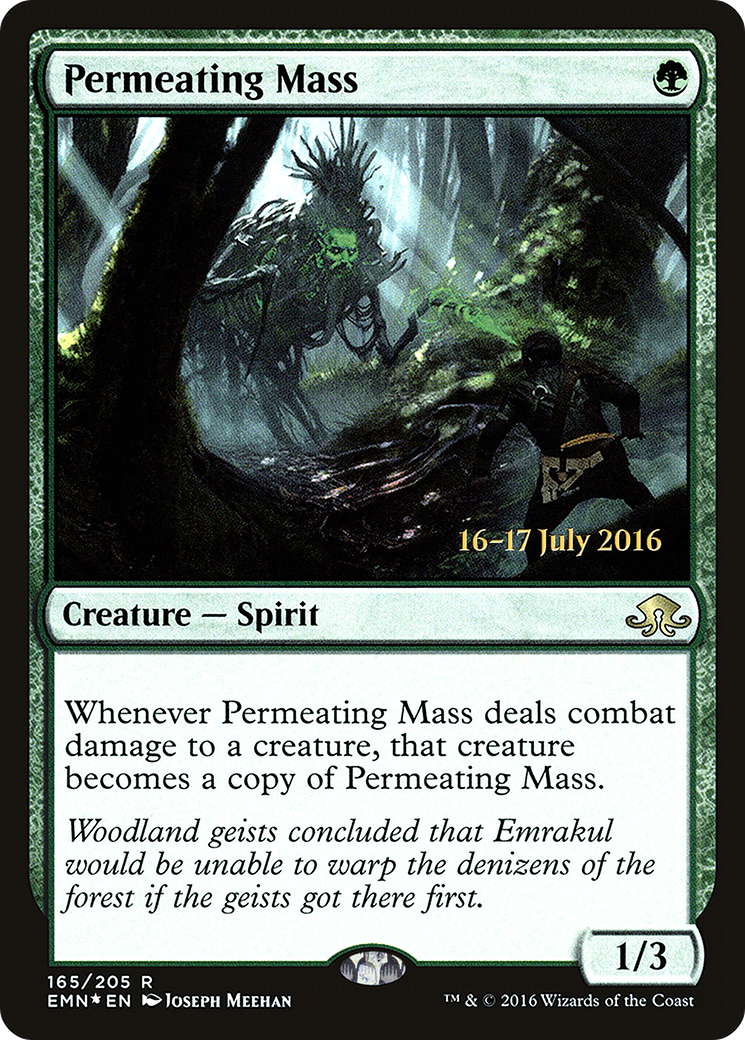 Permeating Mass
16–17 July 2016
Creature — Spirit
Whenever Permeating Mass deals combat
damage to a creature, that creature
becomes a copy of Permeating Mass.
Woodland geists concluded that Emrakul
would be unable to warp the denizens of the
forest if the geists got there first.
1/3
165/205 R
EMN★EN Joseph Meehan
™ & © 2016 Wizards of the Coast